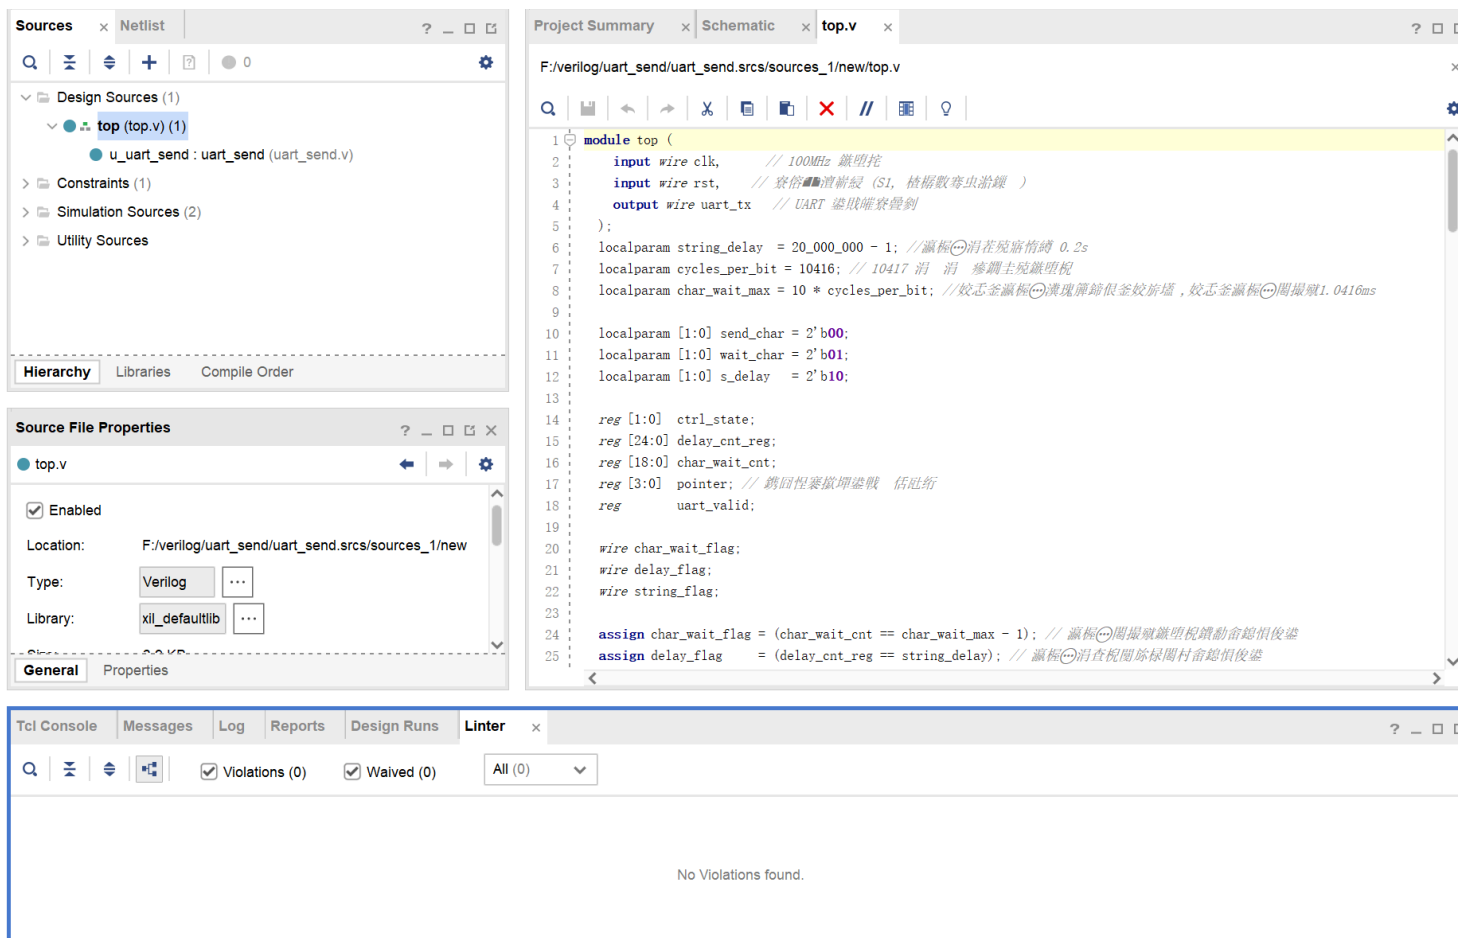 Sources
Netlist
0
Design Sources (1)
top (top.v) (1)
u_uart_send : uart_send (uart_send.v)
Constraints (1)
Simulation Sources (2)
Utility Sources
Hierarchy Libraries Compile Order
Source File Properties
top.v
Enabled
Location: F:/verilog/uart_send/uart_send.srcs/sources_1/new
Type: Verilog
Library: xil_defaultlib
General Properties
Project Summary Schematic top.v
F:/verilog/uart_send/uart_send.srcs/sources_1/new/top.v
1 module top (
2 input wire clk, // 100MHz
3 input wire rst, // (S1, )
4 output wire uart_tx // UART
5 );
6 localparam string_delay = 20_000_000 - 1; // 0.2s
7 localparam cycles_per_bit = 10416; // 10417
8 localparam char_wait_max = 10 * cycles_per_bit; // 1.0416ms
9
10 localparam [1:0] send_char = 2'b00;
11 localparam [1:0] wait_char = 2'b01;
12 localparam [1:0] s_delay = 2'b10;
13
14 reg [1:0] ctrl_state;
15 reg [24:0] delay_cnt_reg;
16 reg [18:0] char_wait_cnt;
17 reg [3:0] pointer; //
18 reg uart_valid;
19
20 wire char_wait_flag;
21 wire delay_flag;
22 wire string_flag;
23
24 assign char_wait_flag = (char_wait_cnt == char_wait_max - 1); //
25 assign delay_flag = (delay_cnt_reg == string_delay); //
Tcl Console Messages Log Reports Design Runs Linter
Violations (0) Waived (0) All (0)
No Violations found.